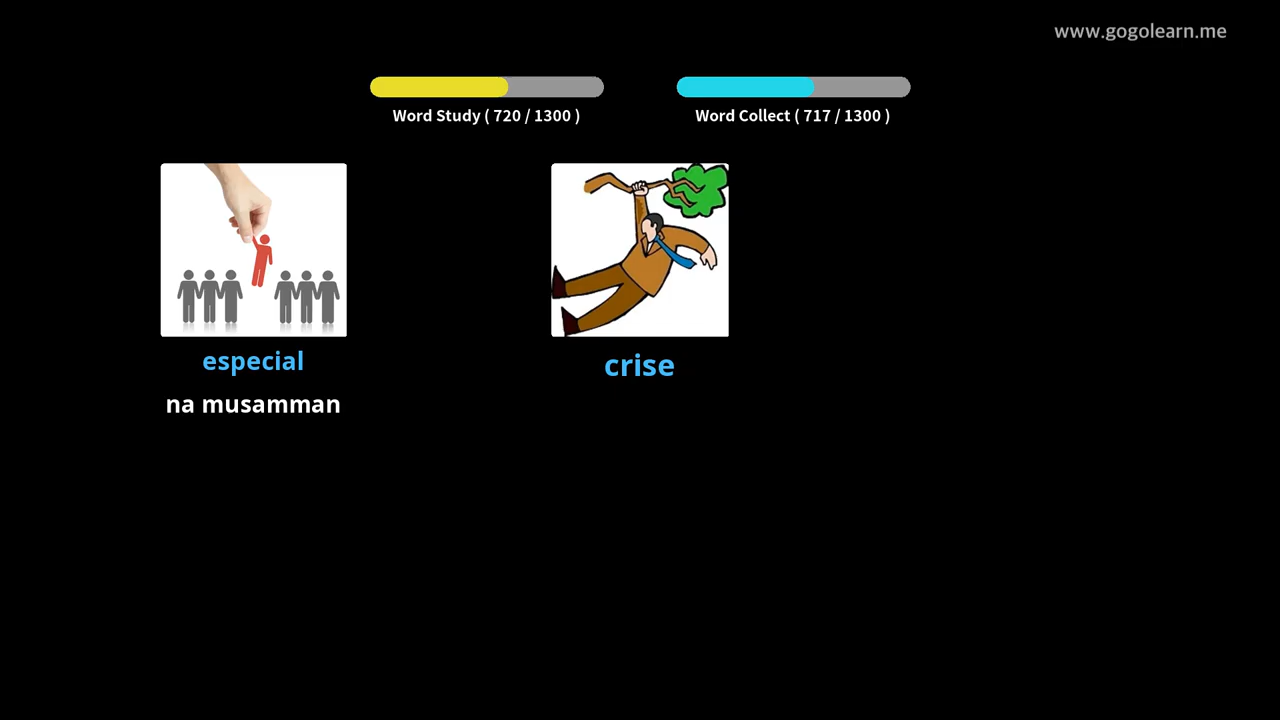 www.gogolearn.me
Word Study ( 720 / 1300 )
Word Collect ( 717 / 1300 )
especial
na musamman
crise